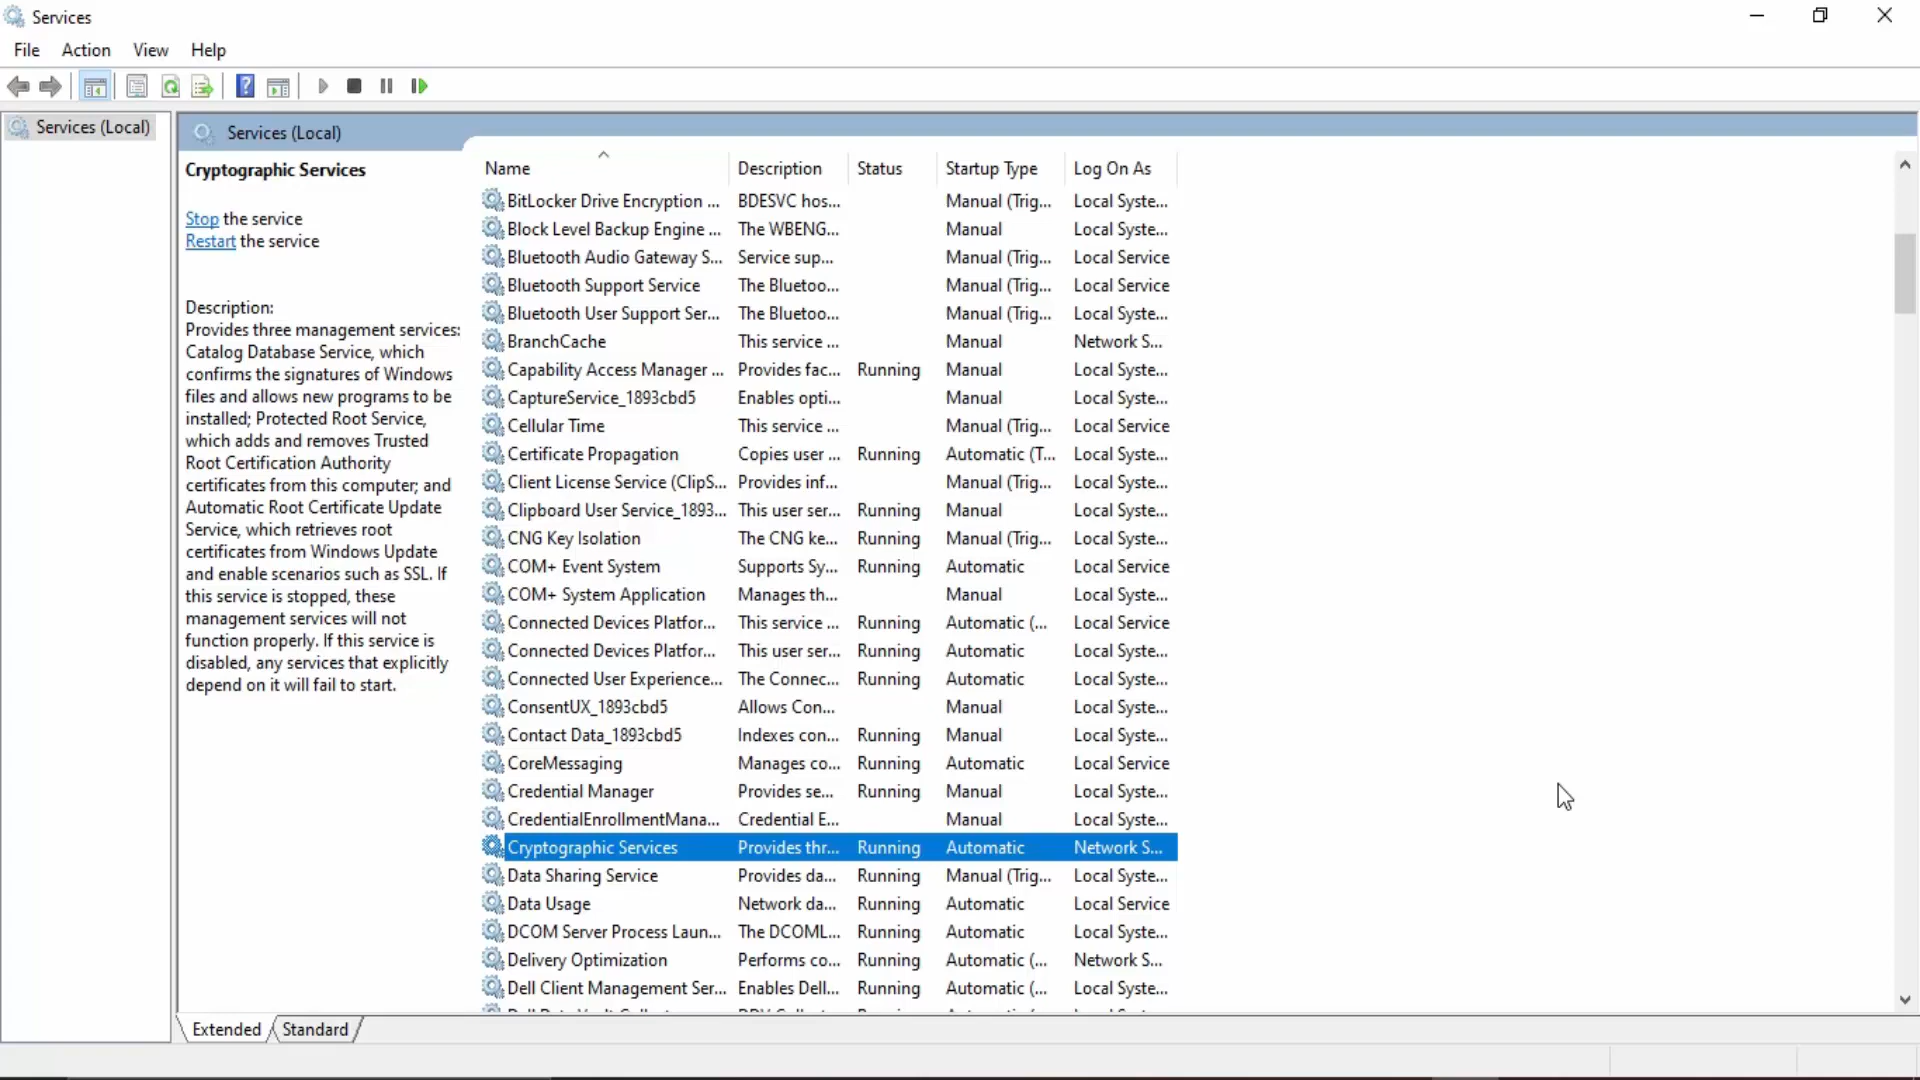 Services
File Action View Help
Services (Local)
Services (Local)
Cryptographic Services
Stop the service
Restart the service
Description:
Provides three management services:
Catalog Database Service, which
confirms the signatures of Windows
files and allows new programs to be
installed; Protected Root Service,
which adds and removes Trusted
Root Certification Authority
certificates from this computer; and
Automatic Root Certificate Update
Service, which retrieves root
certificates from Windows Update
and enable scenarios such as SSL. If
this service is stopped, these
management services will not
function properly. If this service is
disabled, any services that explicitly
depend on it will fail to start.
Name Description Status Startup Type Log On As
BitLocker Drive Encryption ... BDESVC hos... Manual (Trig... Local Syste...
Block Level Backup Engine ... The WBENG... Manual Local Syste...
Bluetooth Audio Gateway S... Service sup... Manual (Trig... Local Service
Bluetooth Support Service The Bluetoo... Manual (Trig... Local Service
Bluetooth User Support Ser... The Bluetoo... Manual (Trig... Local Syste...
BranchCache This service ... Manual Network S...
Capability Access Manager ... Provides fac... Running Manual Local Syste...
CaptureService_1893cbd5 Enables opti... Manual Local Syste...
Cellular Time This service ... Manual (Trig... Local Service
Certificate Propagation Copies user ... Running Automatic (T... Local Syste...
Client License Service (ClipS... Provides inf... Manual (Trig... Local Syste...
Clipboard User Service_1893... This user ser... Running Manual Local Syste...
CNG Key Isolation The CNG ke... Running Manual (Trig... Local Syste...
COM+ Event System Supports Sy... Running Automatic Local Service
COM+ System Application Manages th... Manual Local Syste...
Connected Devices Platfor... This service ... Running Automatic (... Local Service
Connected Devices Platfor... This user ser... Running Automatic Local Syste...
Connected User Experience... The Connec... Running Automatic Local Syste...
ConsentUX_1893cbd5 Allows Con... Manual Local Syste...
Contact Data_1893cbd5 Indexes con... Running Manual Local Syste...
CoreMessaging Manages co... Running Automatic Local Service
Credential Manager Provides se... Running Manual Local Syste...
CredentialEnrollmentMana... Credential E... Manual Local Syste...
Cryptographic Services Provides thr... Running Automatic Network S...
Data Sharing Service Provides da... Running Manual (Trig... Local Syste...
Data Usage Network da... Running Automatic Local Service
DCOM Server Process Laun... The DCOML... Running Automatic Local Syste...
Delivery Optimization Performs co... Running Automatic (... Network S...
Dell Client Management Ser... Enables Dell... Running Automatic (... Local Syste...
Extended Standard